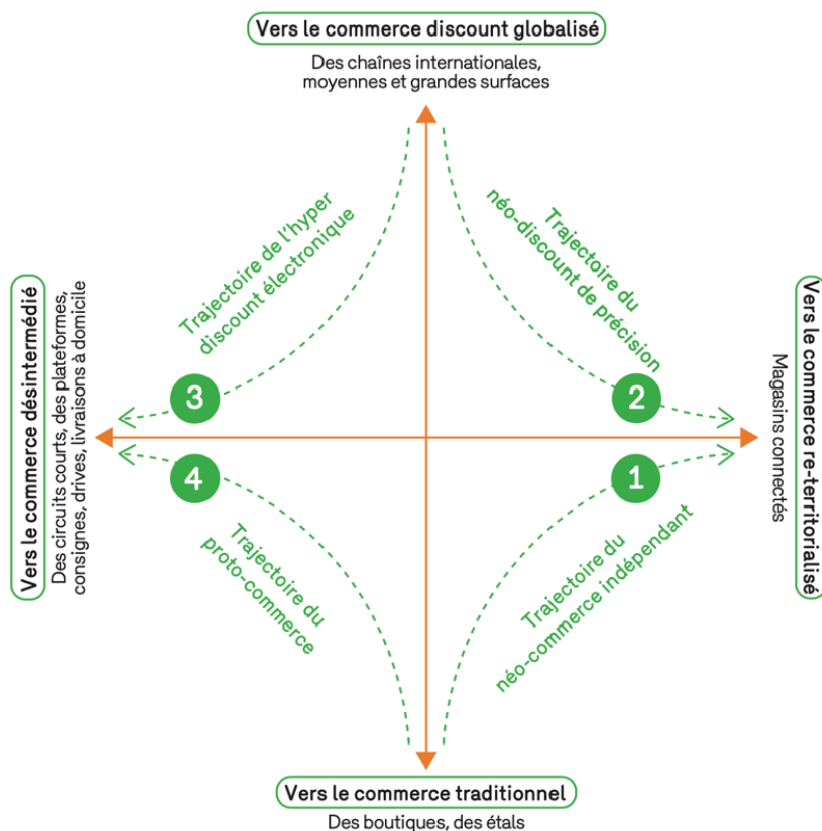 Vers le commerce discount globalisé
Des chaînes internationales,
moyennes et grandes surfaces
Trajectoire de l'hyper
discount électronique
Trajectoire du
néo-discount de précision
Vers le commerce désintermédié
Des circuits courts, des plateformes,
consignes, drives, livraisons à domicile
3
2
Magasins connectés
Vers le commerce re-territorialisé
4
1
Trajectoire du
proto-commerce
Trajectoire du
néo-commerce indépendant
Vers le commerce traditionnel
Des boutiques, des étals